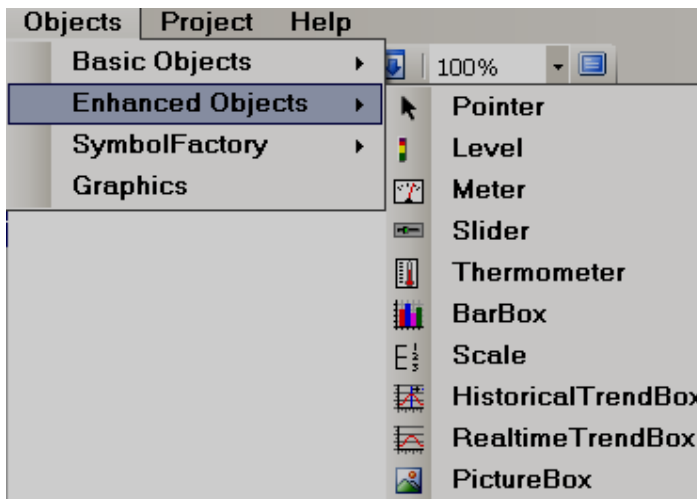 Objects Project Help
Basic Objects
100%
Enhanced Objects
Pointer
SymbolFactory
Level
Graphics
Meter
Slider
Thermometer
BarBox
Scale
HistoricalTrendBox
RealtimeTrendBox
PictureBox